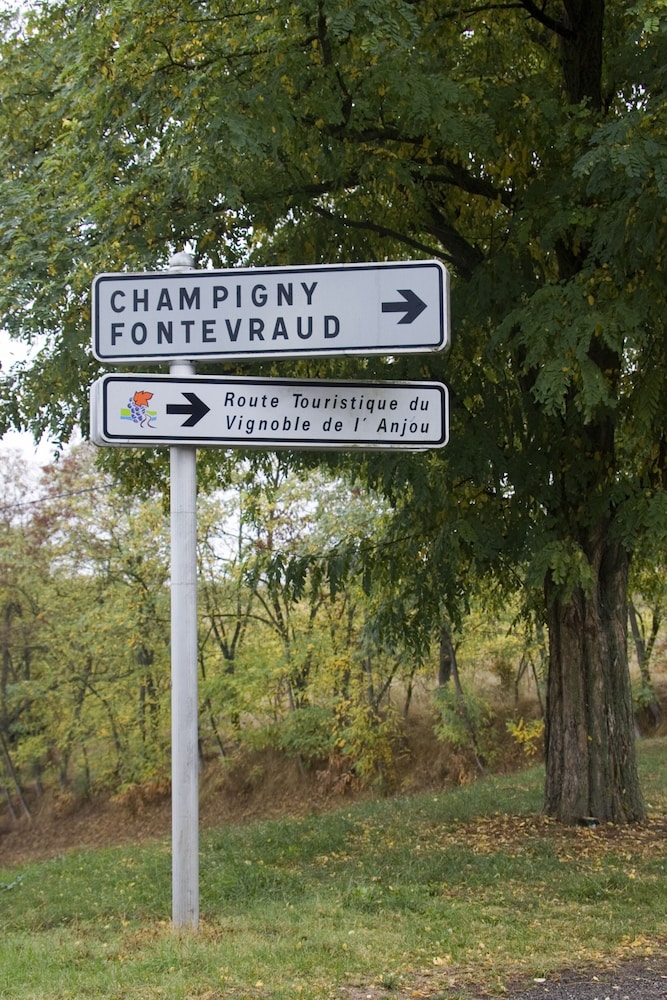 CHAMPIGNY
FONTEVRAUD
Route Touristique du
Vignoble de l' Anjou